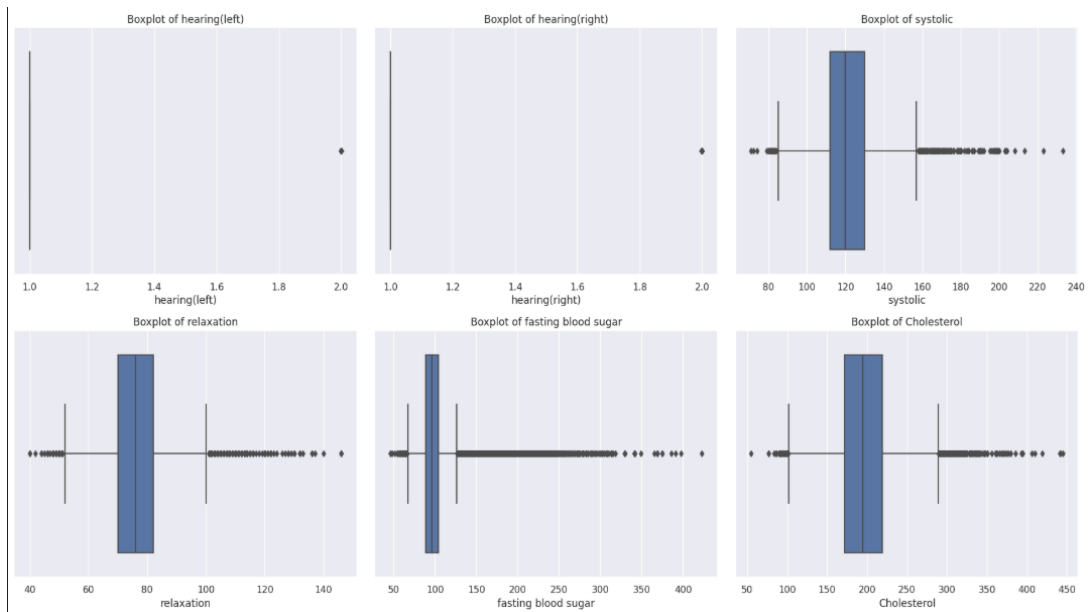 Boxplot of hearing(left)
1.0 1.2 1.4 1.6 1.8 2.0
hearing(left)
Boxplot of hearing(right)
1.0 1.2 1.4 1.6 1.8 2.0
hearing(right)
Boxplot of systolic
80 100 120 140 160 180 200 220 240
systolic
Boxplot of relaxation
40 60 80 100 120 140
relaxation
Boxplot of fasting blood sugar
50 100 150 200 250 300 350 400
fasting blood sugar
Boxplot of Cholesterol
50 100 150 200 250 300 350 400 450
Cholesterol